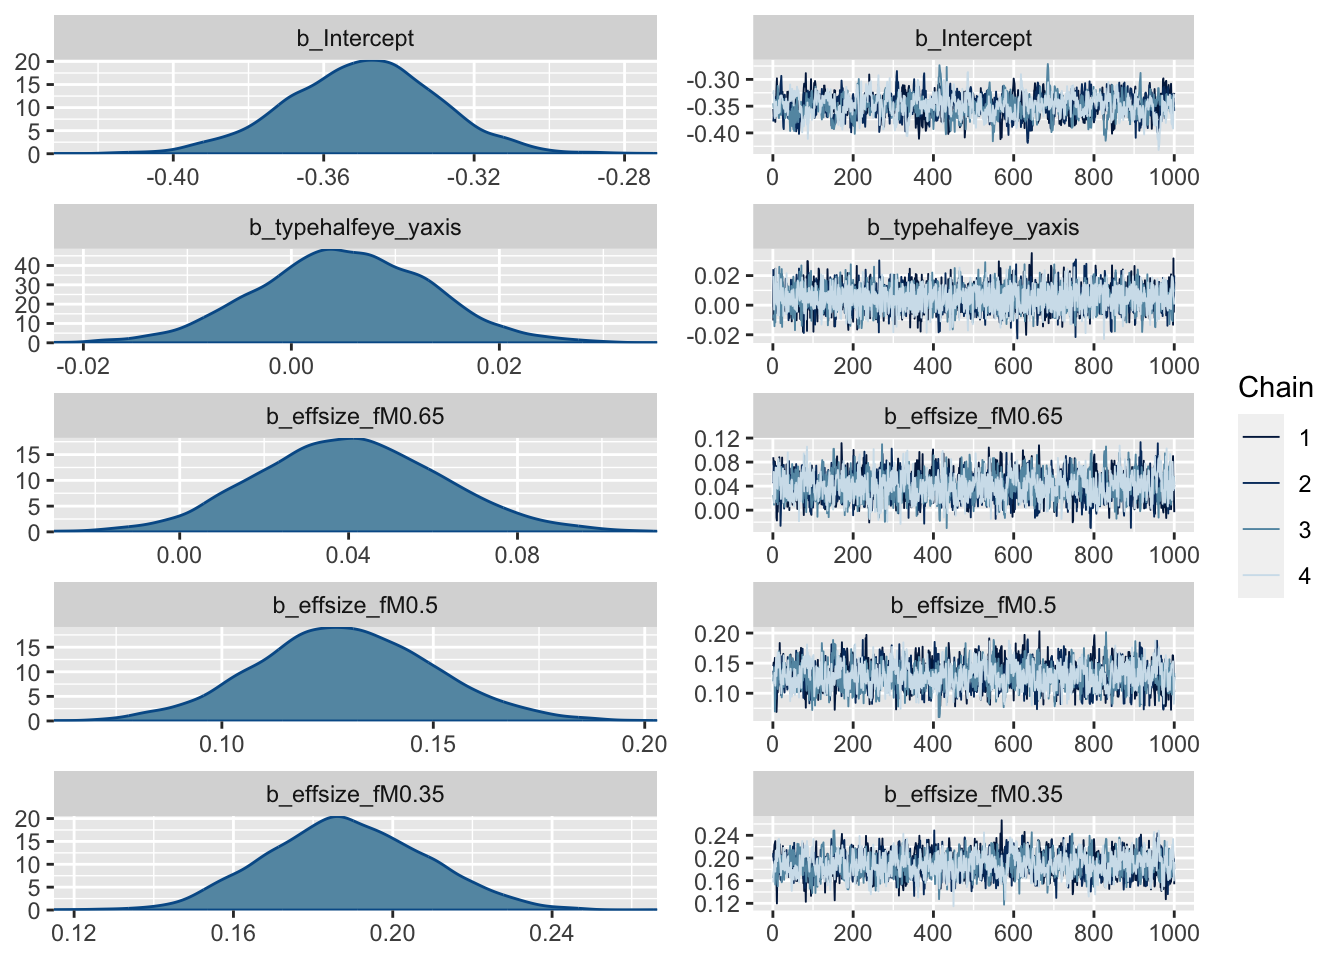 b_Intercept
20
15
10
5
0
-0.40 -0.36 -0.32 -0.28
b_Intercept
-0.30
-0.35
-0.40
0 200 400 600 800 1000
b_typehalfeye_yaxis
40
30
20
10
0
-0.02 0.00 0.02
b_typehalfeye_yaxis
0.02
0.00
-0.02
0 200 400 600 800 1000
b_effsize_fM0.65
15
10
5
0
0.00 0.04 0.08
b_effsize_fM0.65
0.12
0.08
0.04
0.00
0 200 400 600 800 1000
b_effsize_fM0.5
15
10
5
0
0.10 0.15 0.20
b_effsize_fM0.5
0.20
0.15
0.10
0 200 400 600 800 1000
b_effsize_fM0.35
20
15
10
5
0
0.12 0.16 0.20 0.24
b_effsize_fM0.35
0.24
0.20
0.16
0.12
0 200 400 600 800 1000
Chain
1
2
3
4